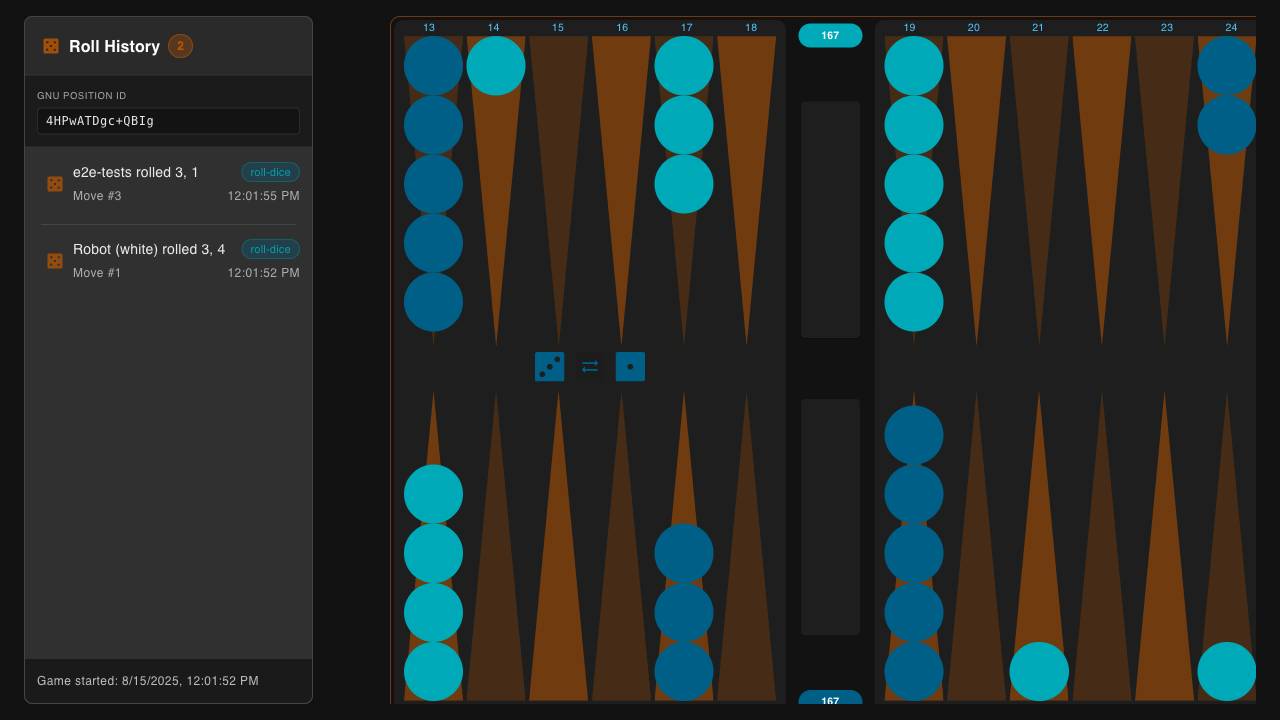 Roll History 2
GNU POSITION ID
4HPwATDgc+QBIg
e2e-tests rolled 3, 1 roll-dice
Move #3 12:01:55 PM
Robot (white) rolled 3, 4 roll-dice
Move #1 12:01:52 PM
Game started: 8/15/2025, 12:01:52 PM
13 14 15 16 17 18
167
19 20 21 22 23 24
167